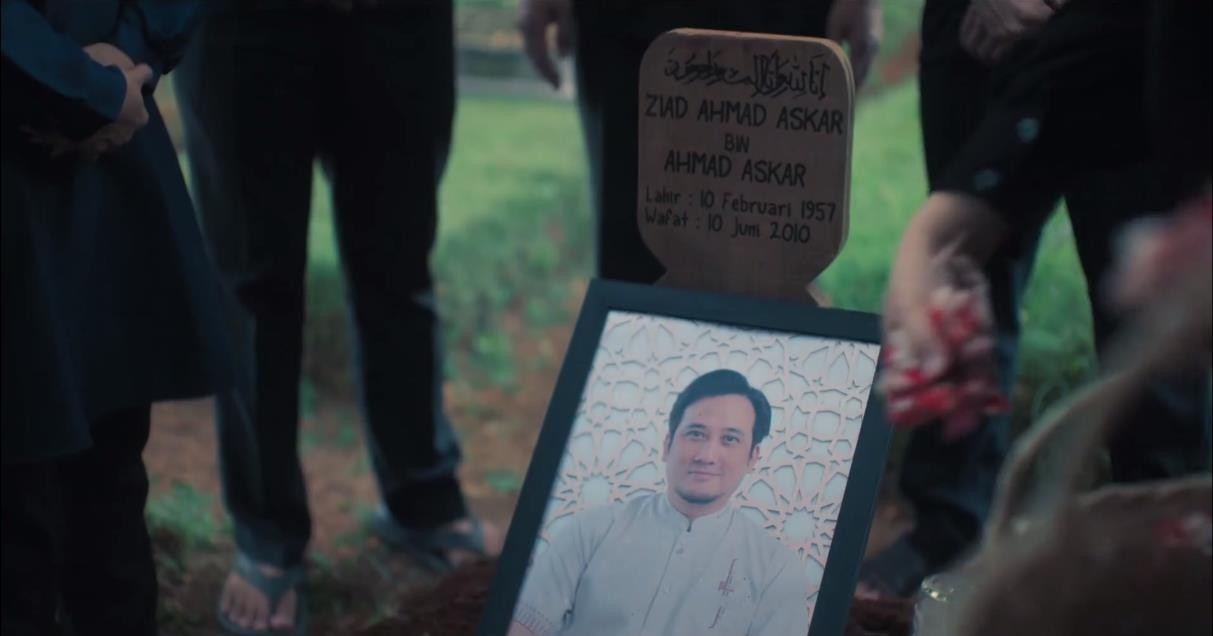 ZIAD AHMAD ASKAR
BIN
AHMAD ASKAR
Lahir : 10 Februari 1957
Wafat : 10 Juni 2010